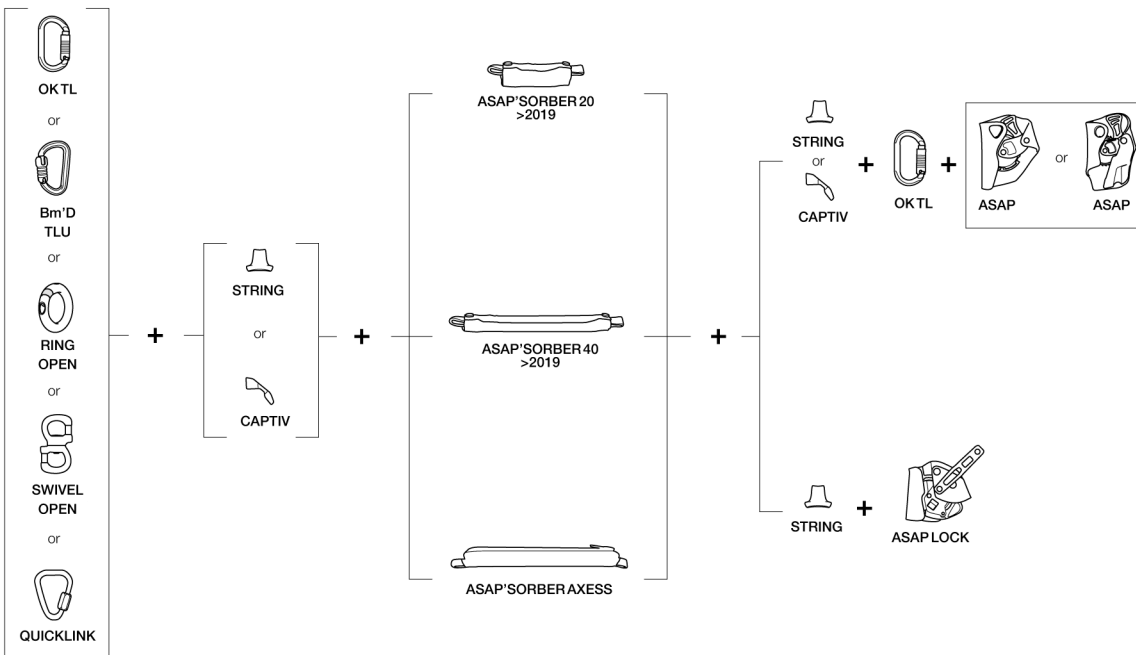 OK TL
or
Bm'D
TLU
or
RING
OPEN
or
SWIVEL
OPEN
or
QUICKLINK
+
STRING
or
CAPTIV
+
ASAP'SORBER 20
>2019
ASAP'SORBER 40
>2019
ASAP'SORBER AXESS
+
STRING
or
CAPTIV
+
OK TL
+
ASAP
or
ASAP
STRING
+
ASAP LOCK